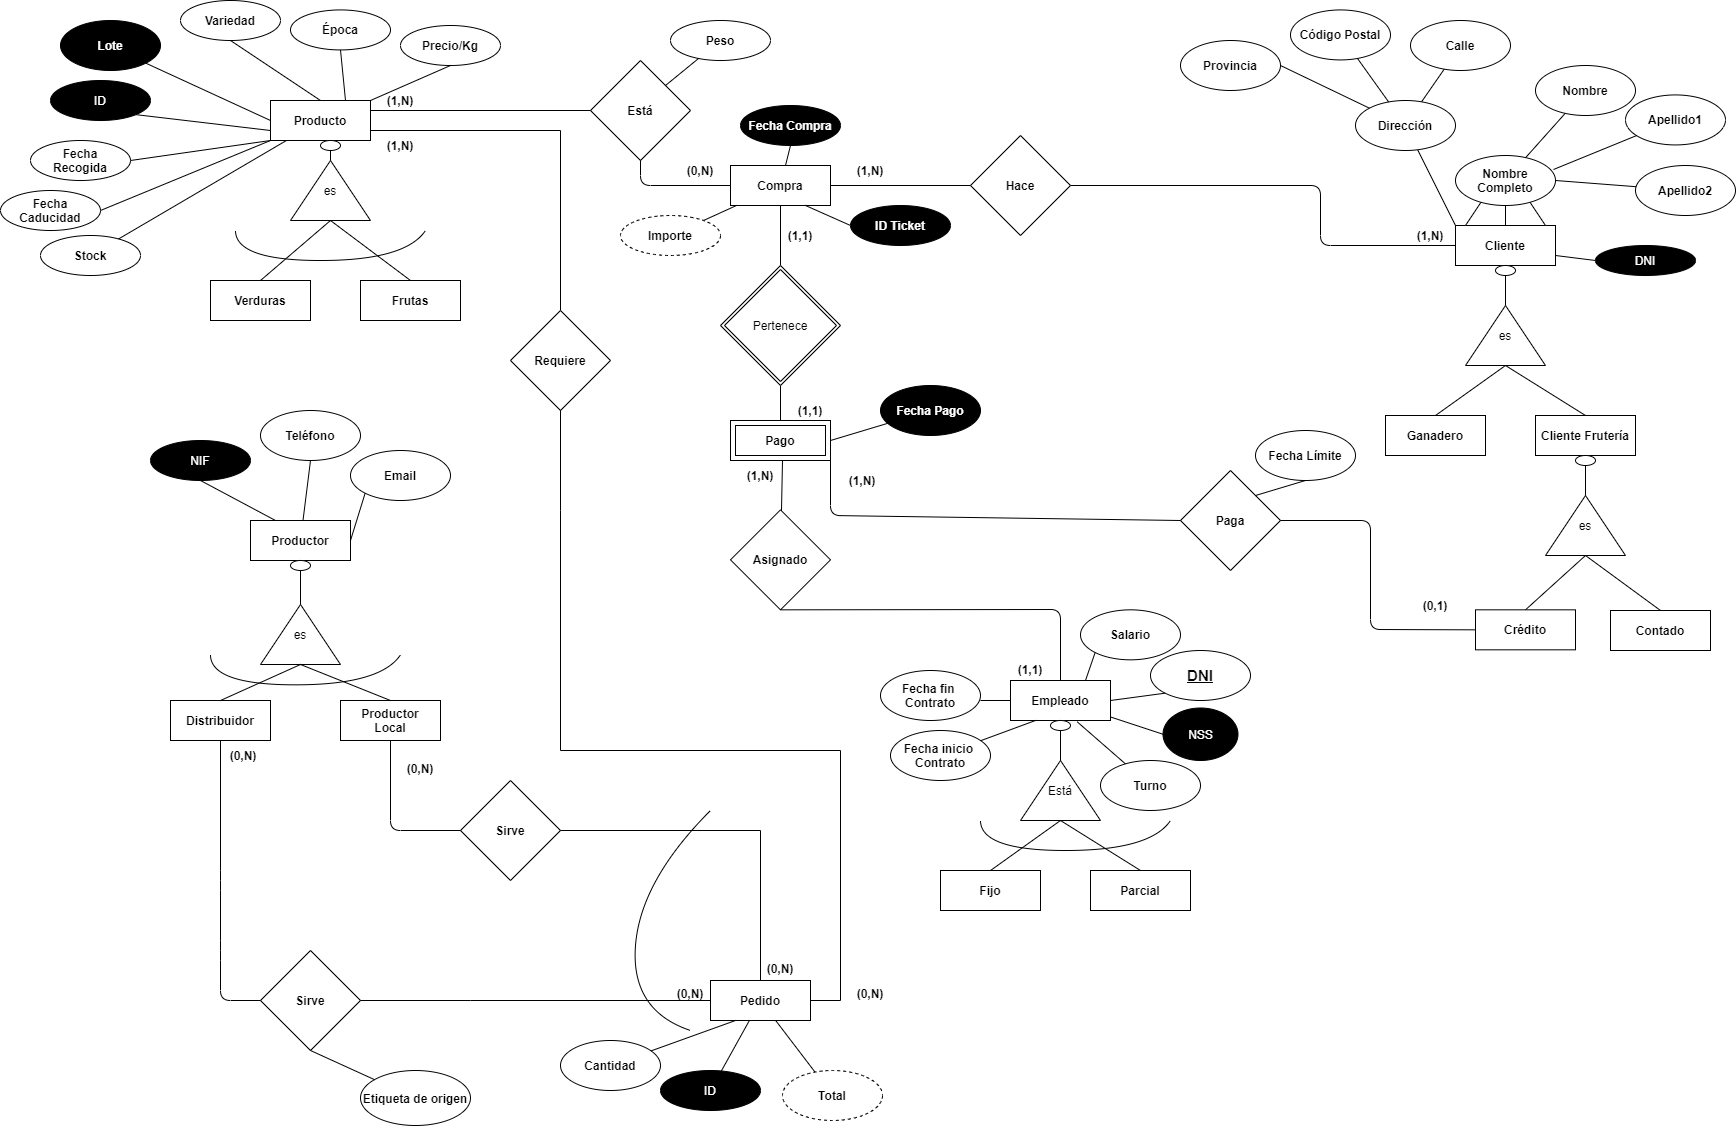 Lote
Variedad
Época
Precio/Kg
ID
Producto
(1,N)
(1,N)
Fecha
Recogida
Fecha
Caducidad
Stock
es
Verduras
Frutas
Peso
Está
Fecha Compra
(0,N)
Compra
(1,N)
Importe
ID Ticket
(1,1)
Hace
Provincia
Código Postal
Calle
Dirección
Nombre
Apellido1
Apellido2
Nombre
Completo
(1,N)
Cliente
DNI
es
Ganadero
Cliente Frutería
es
Crédito
Contado
(0,1)
Pertenece
(1,1)
Fecha Pago
Pago
(1,N)
(1,N)
Fecha Límite
Paga
Requiere
Asignado
NIF
Teléfono
Email
Productor
es
Distribuidor
Productor
Local
(0,N)
(0,N)
Salario
DNI
(1,1)
Fecha fin
Contrato
Empleado
NSS
Fecha inicio
Contrato
Turno
Está
Fijo
Parcial
Sirve
(0,N)
Sirve
(0,N)
Pedido
(0,N)
Cantidad
ID
Total
Etiqueta de origen